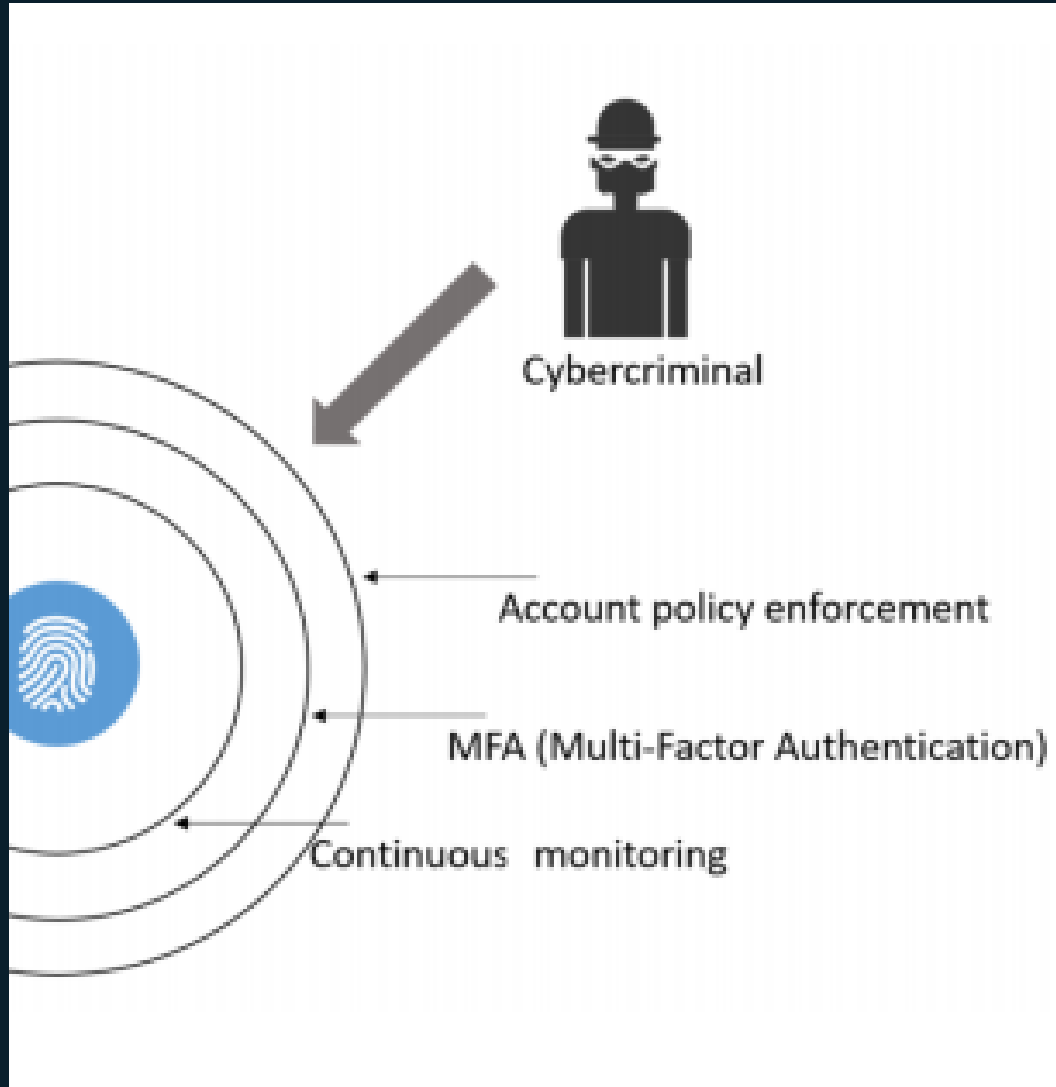 Cybercriminal
Account policy enforcement
MFA (Multi-Factor Authentication)
Continuous monitoring